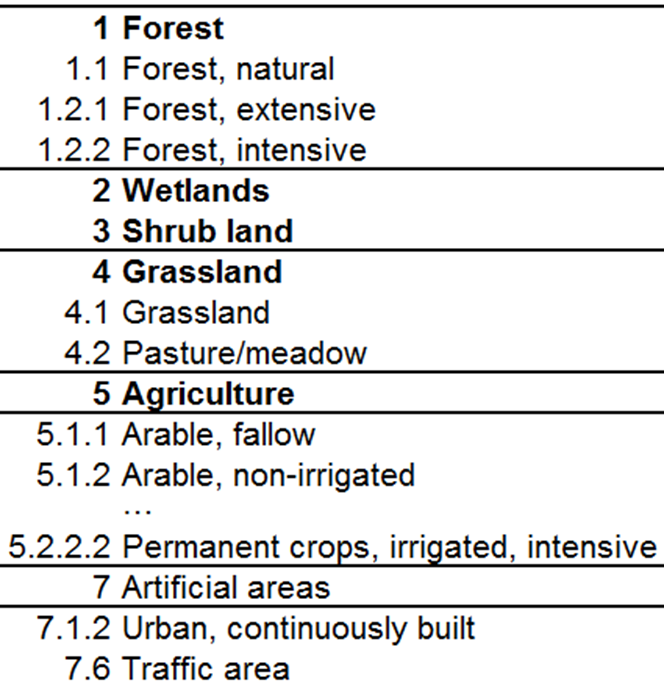 1 Forest
1.1 Forest, natural
1.2.1 Forest, extensive
1.2.2 Forest, intensive
2 Wetlands
3 Shrub land
4 Grassland
4.1 Grassland
4.2 Pasture/meadow
5 Agriculture
5.1.1 Arable, fallow
5.1.2 Arable, non-irrigated
...
5.2.2.2 Permanent crops, irrigated, intensive
7 Artificial areas
7.1.2 Urban, continuously built
7.6 Traffic area